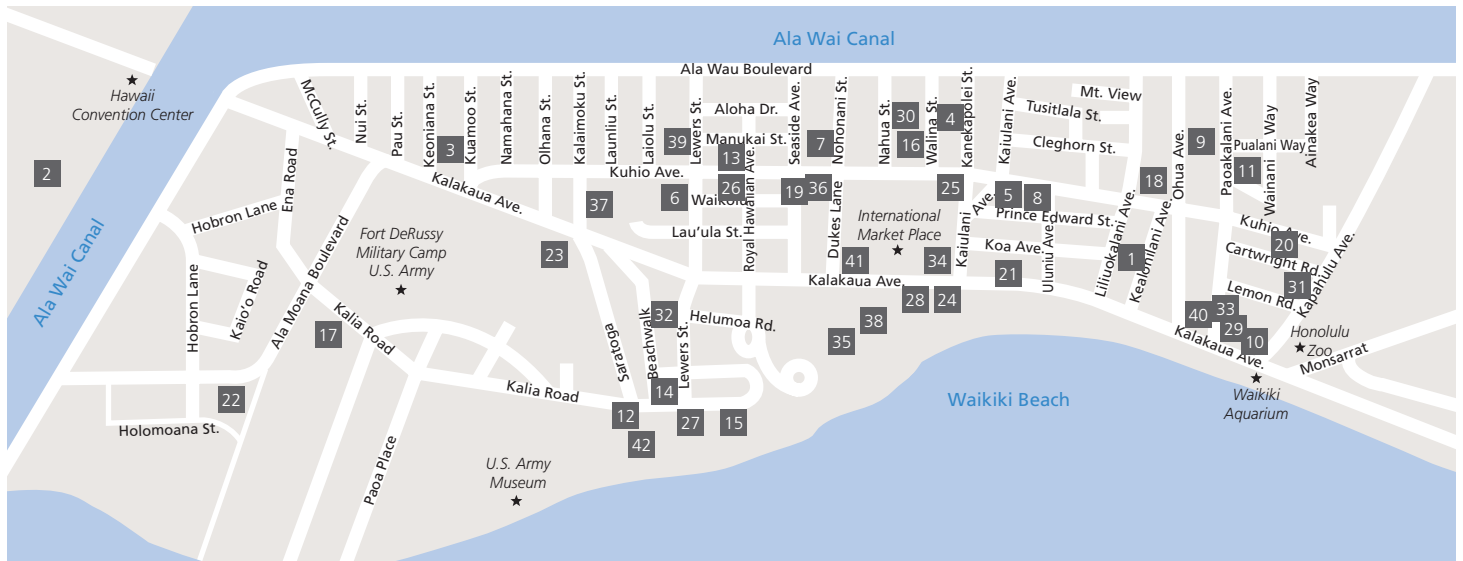 Ala Wai Canal
Ala Wau Boulevard
Hawaii
Convention Center
McCully St.
Nui St.
Pau St.
Keoniana St.
Kuamoo St.
Namahana St.
Olhana St.
Kalaimoku St.
Launliu St.
Laiolu St.
Lewers St.
Aloha Dr.
Manukai St.
Seaside Ave.
Nohonani St.
Nahua St.
Walina St.
Kanekapolei St.
Kaiulani Ave.
Mt. View
Tusitlala St.
Cleghorn St.
Ohua Ave.
Paoakalani Ave.
Pualani Way
Wainani Way
Ainakea Way
30
4
39
3
7
16
9
13
2
11
18
Kuhio Ave.
Kalakaua Ave.
Ena Road
Hobron Lane
26
6
19
36
25
5
8
37
Waikolu
Royal Hawaiian Ave.
Lau'ula St.
Dukes Lane
International
Market Place
Kaiulani Ave.
Prince Edward St.
Koa Ave.
Uluniu Ave.
Liliuokalani Ave.
Kealonilani Ave.
Kuhio Ave.
20
Cartwright Rd.
Lemon Rd.
31
Kapahulu Ave.
Ala Wai Canal
Fort DeRussy
Military Camp
U.S. Army
23
41
34
21
1
Kalakaua Ave.
28
24
Hobron Lane
Kaio'o Road
Ala Moana Boulevard
17
Kalia Road
Saratoga
Beachwalk
32
Lewers St.
Helumoa Rd.
38
35
40
33
29
10
Kalakaua Ave.
Honolulu
Zoo
Monsarrat
Waikiki
Aquarium
Waikiki Beach
22
Holomoana St.
Kalia Road
14
12
27
15
42
Paoa Place
U.S. Army
Museum